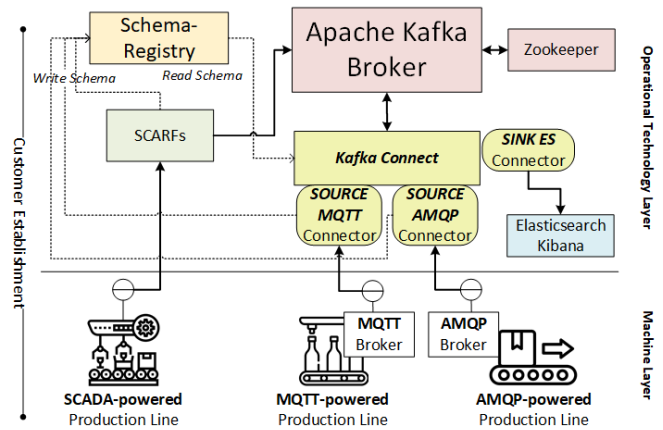 Schema-
Registry
Apache Kafka
Broker
Zookeeper
Write Schema
Read Schema
SCARFs
Kafka Connect
SINK ES
Connector
SOURCE
MQTT
Connector
SOURCE
AMQP
Connector
Elasticsearch
Kibana
Customer Establishment
Operational Technology Layer
Machine Layer
MQTT
Broker
AMQP
Broker
SCADA-powered
Production Line
MQTT-powered
Production Line
AMQP-powered
Production Line